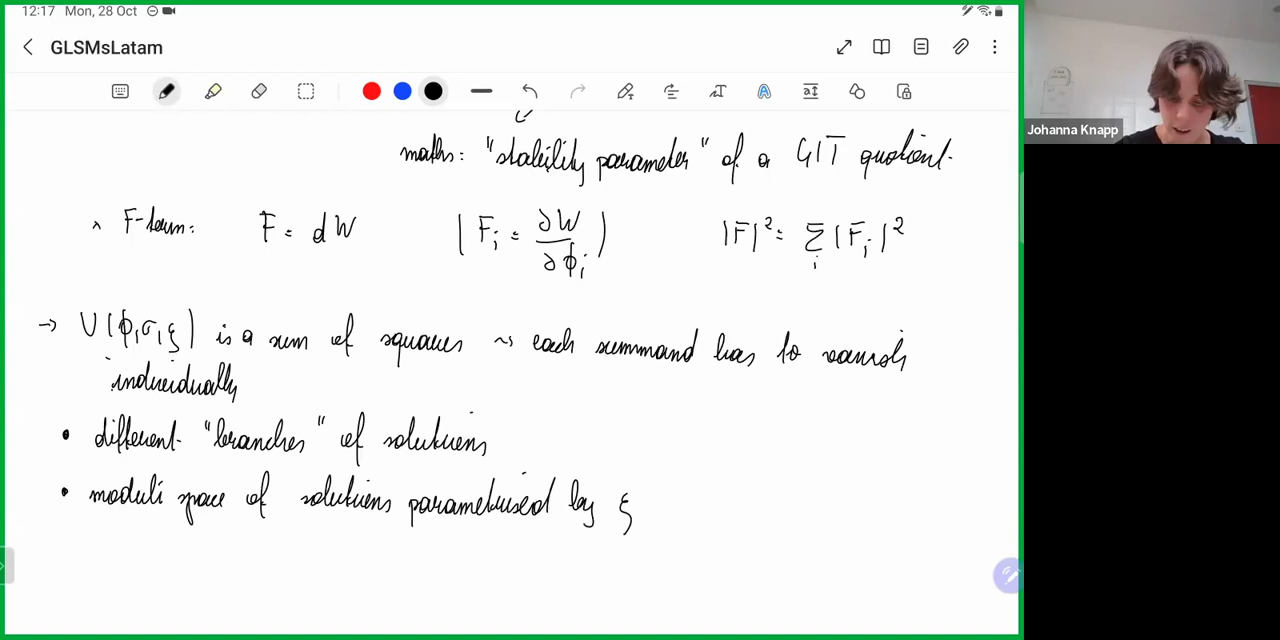 12:17 Mon, 28 Oct
GLSMsLatam
maths: "stability parameter" of a GIT quotient.
F-term: F = dW ( F_i = ∂W/∂ϕ_i ) |F|² = Σ_i |F_i|²
→ U(ϕ,σ,ξ) is a sum of squares ⇝ each summand has to vanish
individually
• different "branches" of solutions
• moduli space of solutions parametrised by ξ
Johanna Knapp